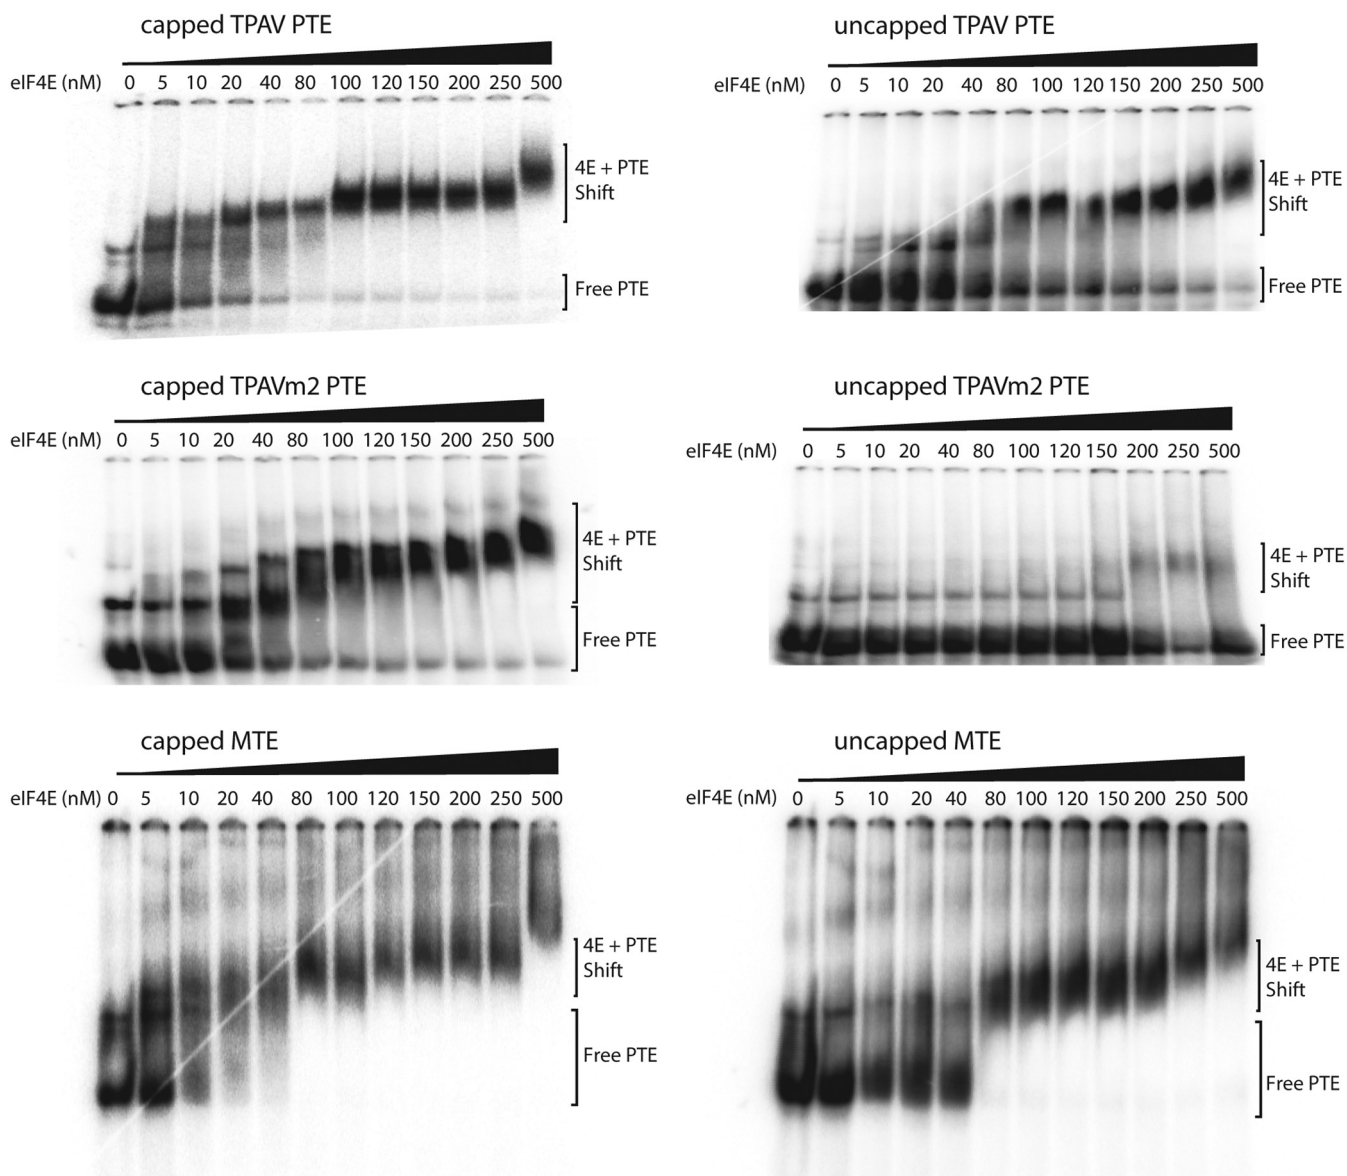 capped TPAV PTE
eIF4E (nM) 0 5 10 20 40 80 100 120 150 200 250 500
4E + PTE
Shift
Free PTE
uncapped TPAV PTE
eIF4E (nM) 0 5 10 20 40 80 100 120 150 200 250 500
4E + PTE
Shift
Free PTE
capped TPAVm2 PTE
eIF4E (nM) 0 5 10 20 40 80 100 120 150 200 250 500
4E + PTE
Shift
Free PTE
uncapped TPAVm2 PTE
eIF4E (nM) 0 5 10 20 40 80 100 120 150 200 250 500
4E + PTE
Shift
Free PTE
capped MTE
eIF4E (nM) 0 5 10 20 40 80 100 120 150 200 250 500
4E + PTE
Shift
Free PTE
uncapped MTE
eIF4E (nM) 0 5 10 20 40 80 100 120 150 200 250 500
4E + PTE
Shift
Free PTE